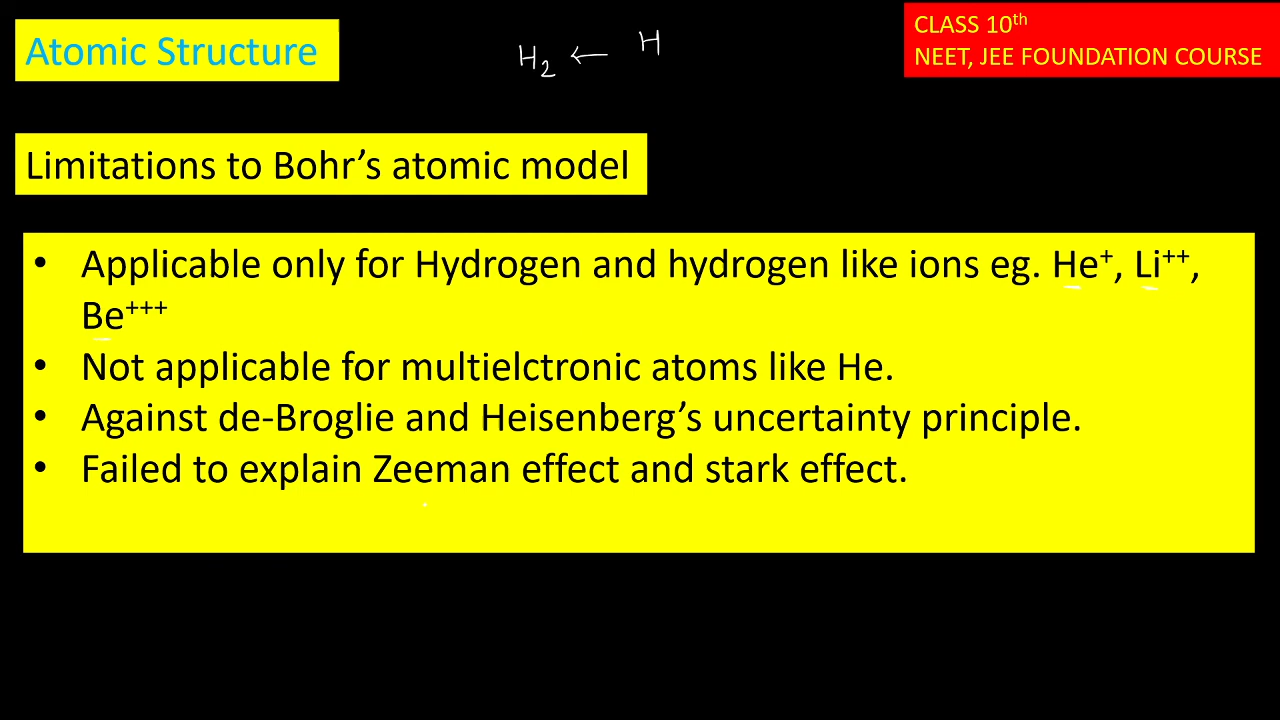 Atomic Structure
H₂ ← H
CLASS 10ᵗʰ
NEET, JEE FOUNDATION COURSE
Limitations to Bohr’s atomic model
• Applicable only for Hydrogen and hydrogen like ions eg. He⁺, Li⁺⁺,
Be⁺⁺⁺
• Not applicable for multielctronic atoms like He.
• Against de-Broglie and Heisenberg’s uncertainty principle.
• Failed to explain Zeeman effect and stark effect.